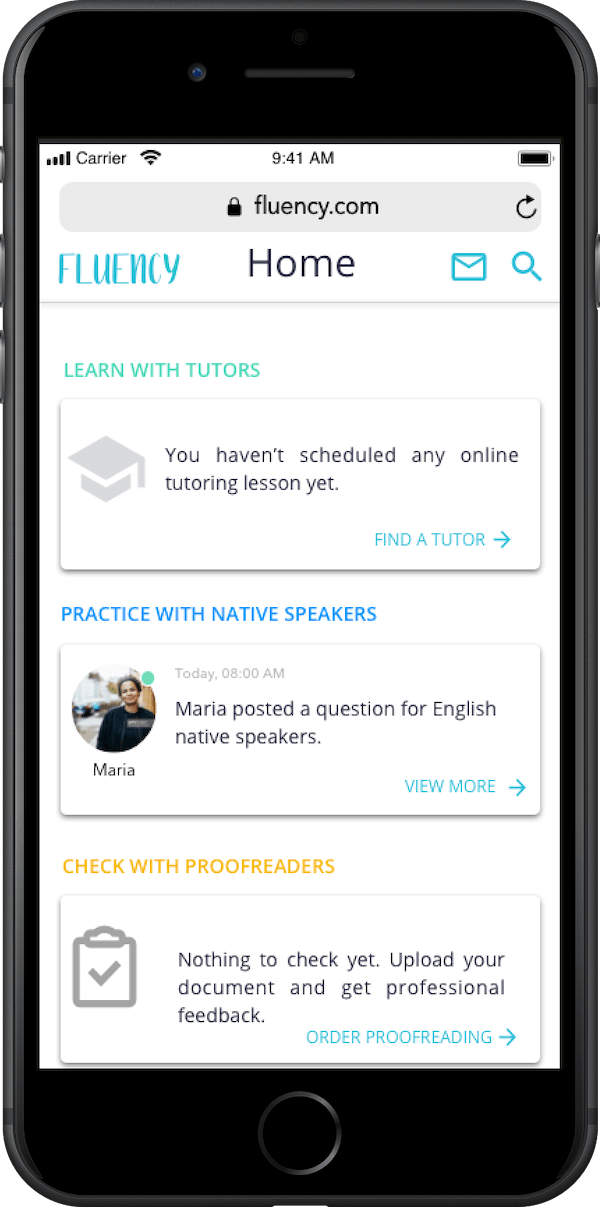 Carrier 9:41 AM
fluency.com
FLUENCY Home
LEARN WITH TUTORS
You haven't scheduled any online
tutoring lesson yet.
FIND A TUTOR
PRACTICE WITH NATIVE SPEAKERS
Today, 08:00 AM
Maria posted a question for English
native speakers.
Maria
VIEW MORE
CHECK WITH PROOFREADERS
Nothing to check yet. Upload your
document and get professional
feedback.
ORDER PROOFREADING